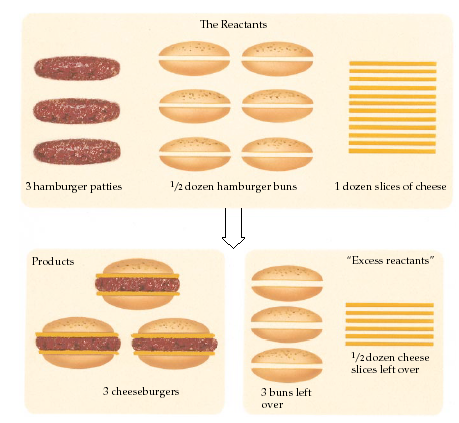 The Reactants
3 hamburger patties
1/2 dozen hamburger buns
1 dozen slices of cheese
Products
3 cheeseburgers
"Excess reactants"
3 buns left
over
1/2 dozen cheese
slices left over